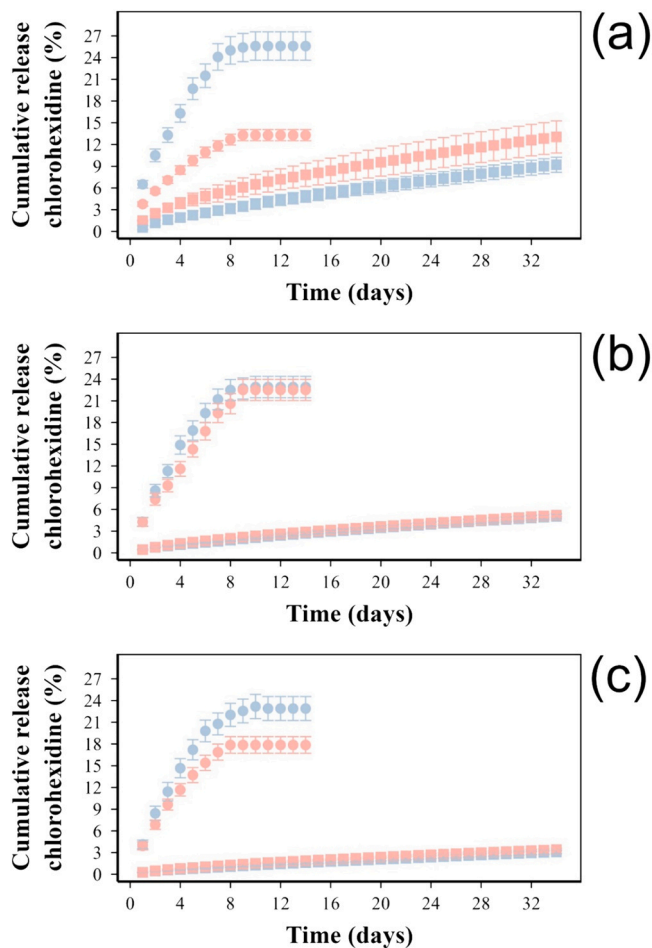 (a)
Cumulative release
chlorohexidine (%)
27
24
21
18
15
12
9
6
3
0
0 4 8 12 16 20 24 28 32
Time (days)
(b)
Cumulative release
chlorohexidine (%)
27
24
21
18
15
12
9
6
3
0
0 4 8 12 16 20 24 28 32
Time (days)
(c)
Cumulative release
chlorohexidine (%)
27
24
21
18
15
12
9
6
3
0
0 4 8 12 16 20 24 28 32
Time (days)